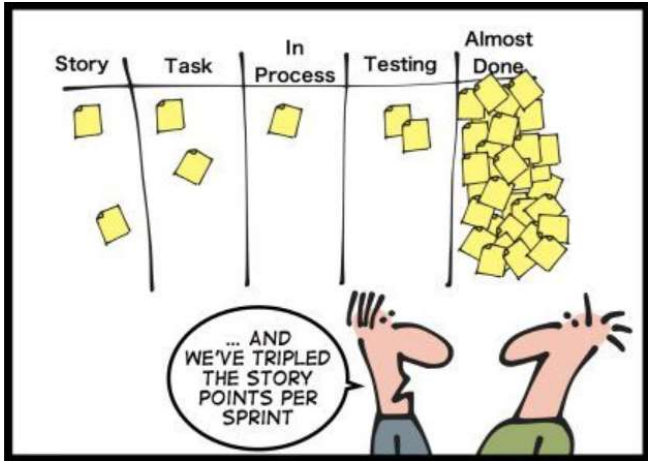 Story
Task
In
Process
Testing
Almost
Done
... AND
WE'VE TRIPLED
THE STORY
POINTS PER
SPRINT